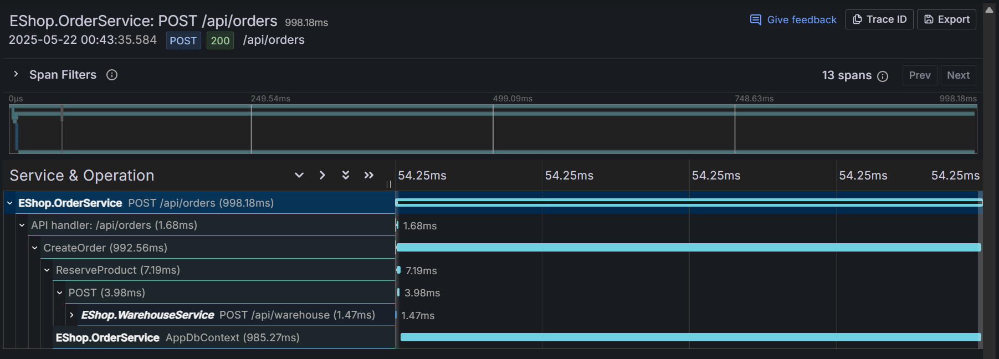 EShop.OrderService: POST /api/orders 998.18ms
Give feedback Trace ID Export
2025-05-22 00:43:35.584 POST 200 /api/orders
Span Filters 13 spans Prev Next
0μs 249.54ms 499.09ms 748.63ms 998.18ms
Service & Operation 54.25ms 54.25ms 54.25ms 54.25ms 54.25ms
EShop.OrderService POST /api/orders (998.18ms)
API handler: /api/orders (1.68ms) 1.68ms
CreateOrder (992.56ms)
ReserveProduct (7.19ms) 7.19ms
POST (3.98ms) 3.98ms
EShop.WarehouseService POST /api/warehouse (1.47ms) 1.47ms
EShop.OrderService AppDbContext (985.27ms)